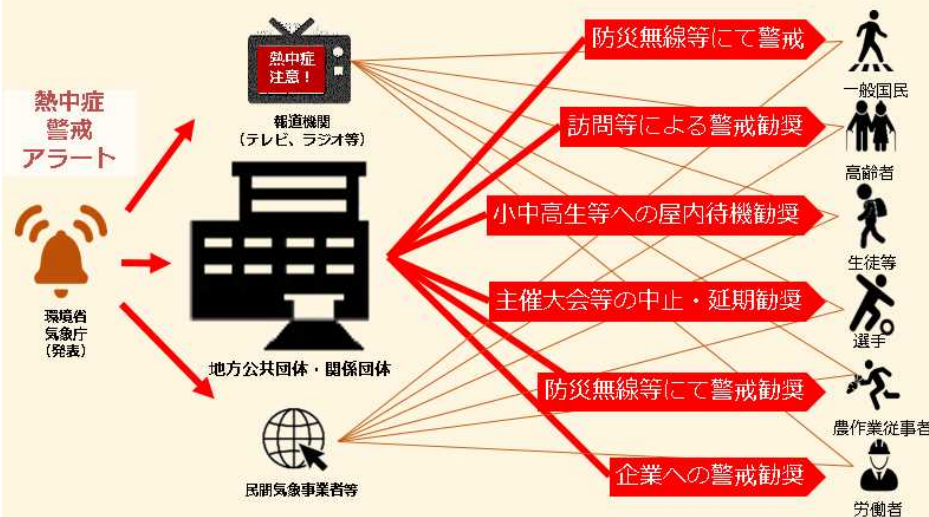 熱中症
警戒
アラート
環境省
気象庁
(発表)
熱中症
注意!
報道機関
(テレビ、ラジオ等)
地方公共団体・関係団体
民間気象事業者等
防災無線等にて警戒
訪問等による警戒勧奨
小中高生等への屋内待機勧奨
主催大会等の中止・延期勧奨
防災無線等にて警戒勧奨
企業への警戒勧奨
一般国民
高齢者
生徒等
選手
農作業従事者
労働者